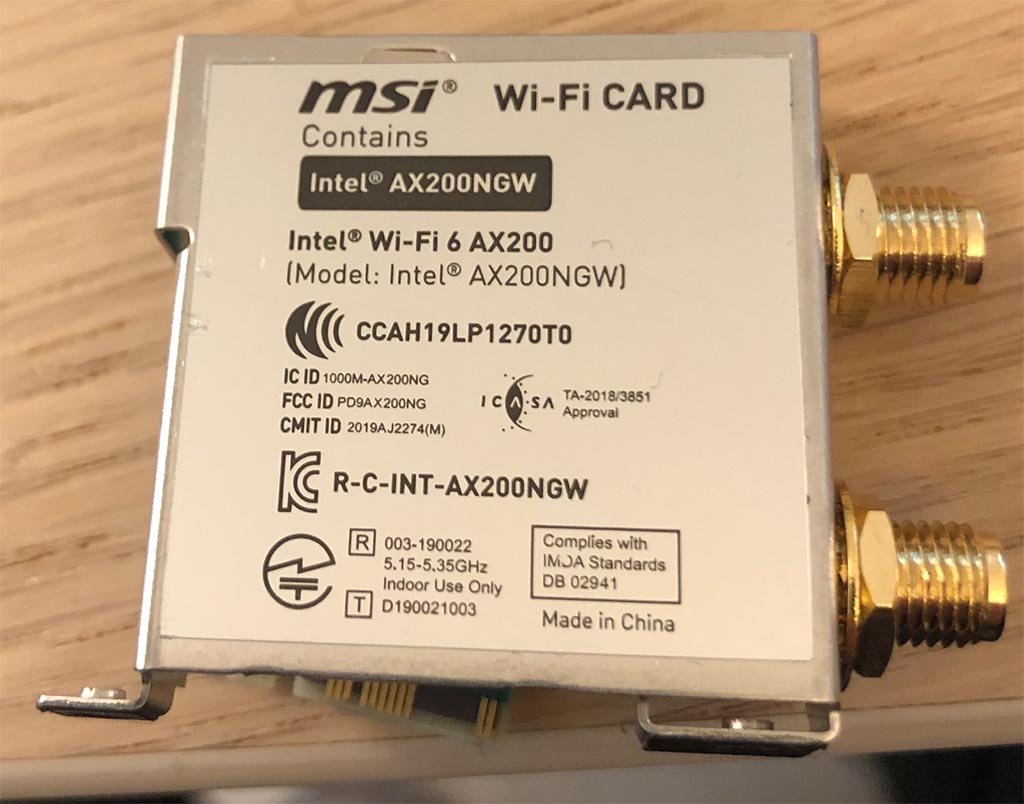 msi® Wi-Fi CARD
Contains
Intel® AX200NGW
Intel® Wi-Fi 6 AX200
(Model: Intel® AX200NGW)
CCAH19LP1270T0
IC ID 1000M-AX200NG
FCC ID PD9AX200NG
CMIT ID 2019AJ2274(M)
ICASA TA-2018/3851
Approval
R-C-INT-AX200NGW
R 003-190022
5.15-5.35GHz
Indoor Use Only
T D190021003
Complies with
IMDA Standards
DB 02941
Made in China